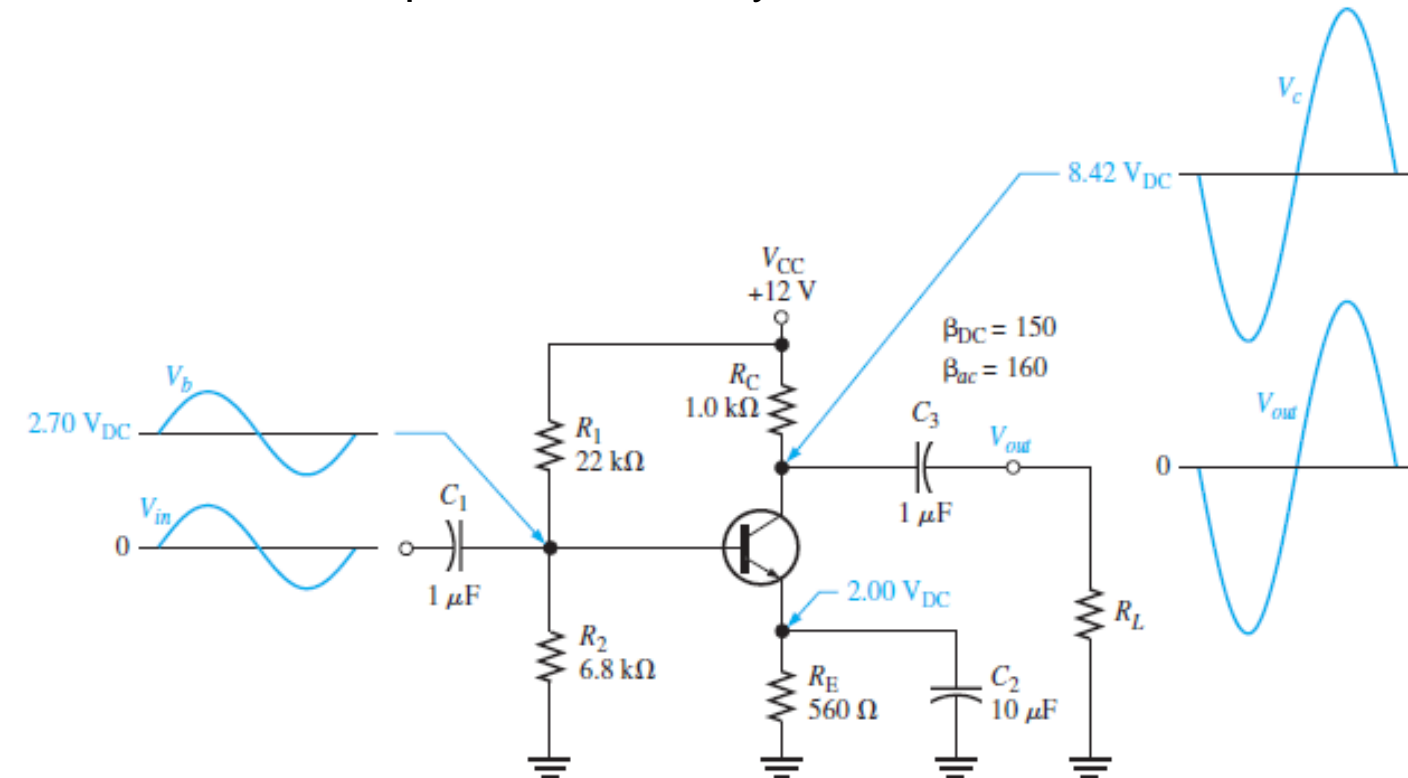 V_c
8.42 V_DC
V_CC
+12 V
β_DC = 150
β_ac = 160
V_b
R_C
1.0 kΩ
C_3
V_out
V_out
2.70 V_DC
R_1
22 kΩ
0
C_1
1 μF
V_in
0
1 μF
2.00 V_DC
R_L
R_2
6.8 kΩ
R_E
560 Ω
C_2
10 μF